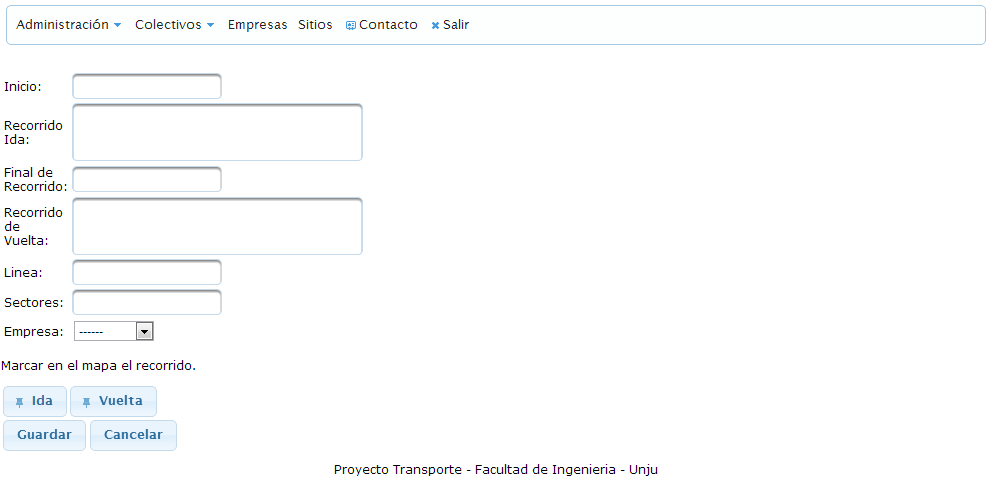 Administración Colectivos Empresas Sitios Contacto Salir
Inicio:
Recorrido
Ida:
Final de
Recorrido:
Recorrido
de
Vuelta:
Linea:
Sectores:
Empresa: ------
Marcar en el mapa el recorrido.
Ida Vuelta
Guardar Cancelar
Proyecto Transporte - Facultad de Ingenieria - Unju